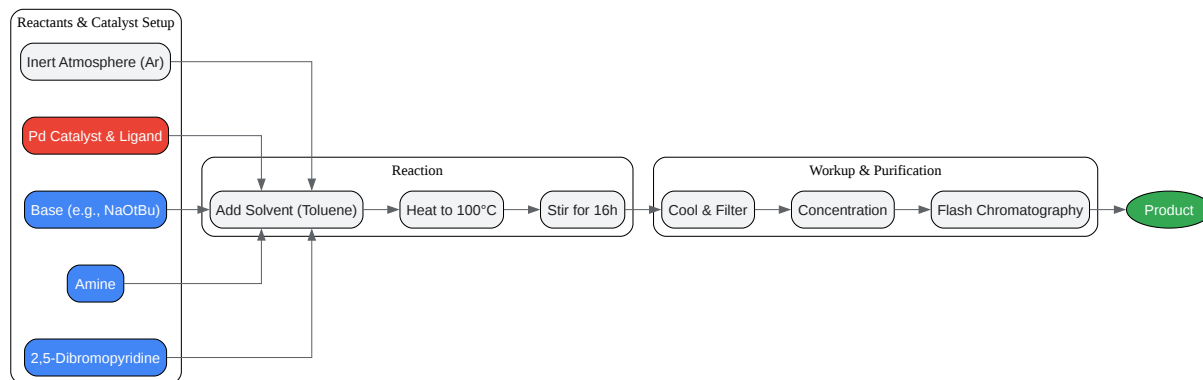 Reactants & Catalyst Setup
Inert Atmosphere (Ar)
Pd Catalyst & Ligand
Base (e.g., NaOtBu)
Amine
2,5-Dibromopyridine
Reaction
Add Solvent (Toluene)
Heat to 100°C
Stir for 16h
Workup & Purification
Cool & Filter
Concentration
Flash Chromatography
Product